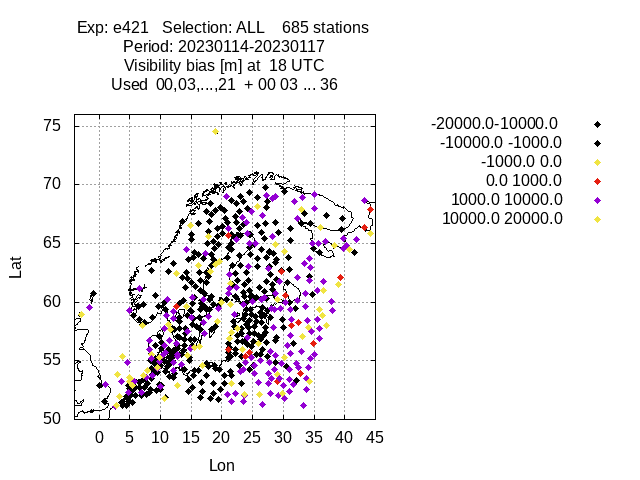 Exp: e421 Selection: ALL 685 stations
Period: 20230114-20230117
Visibility bias [m] at 18 UTC
Used 00,03,...,21 + 00 03 ... 36
-20000.0-10000.0
-10000.0 -1000.0
-1000.0 0.0
0.0 1000.0
1000.0 10000.0
10000.0 20000.0
75
70
65
60
55
50
Lat
0 5 10 15 20 25 30 35 40 45
Lon